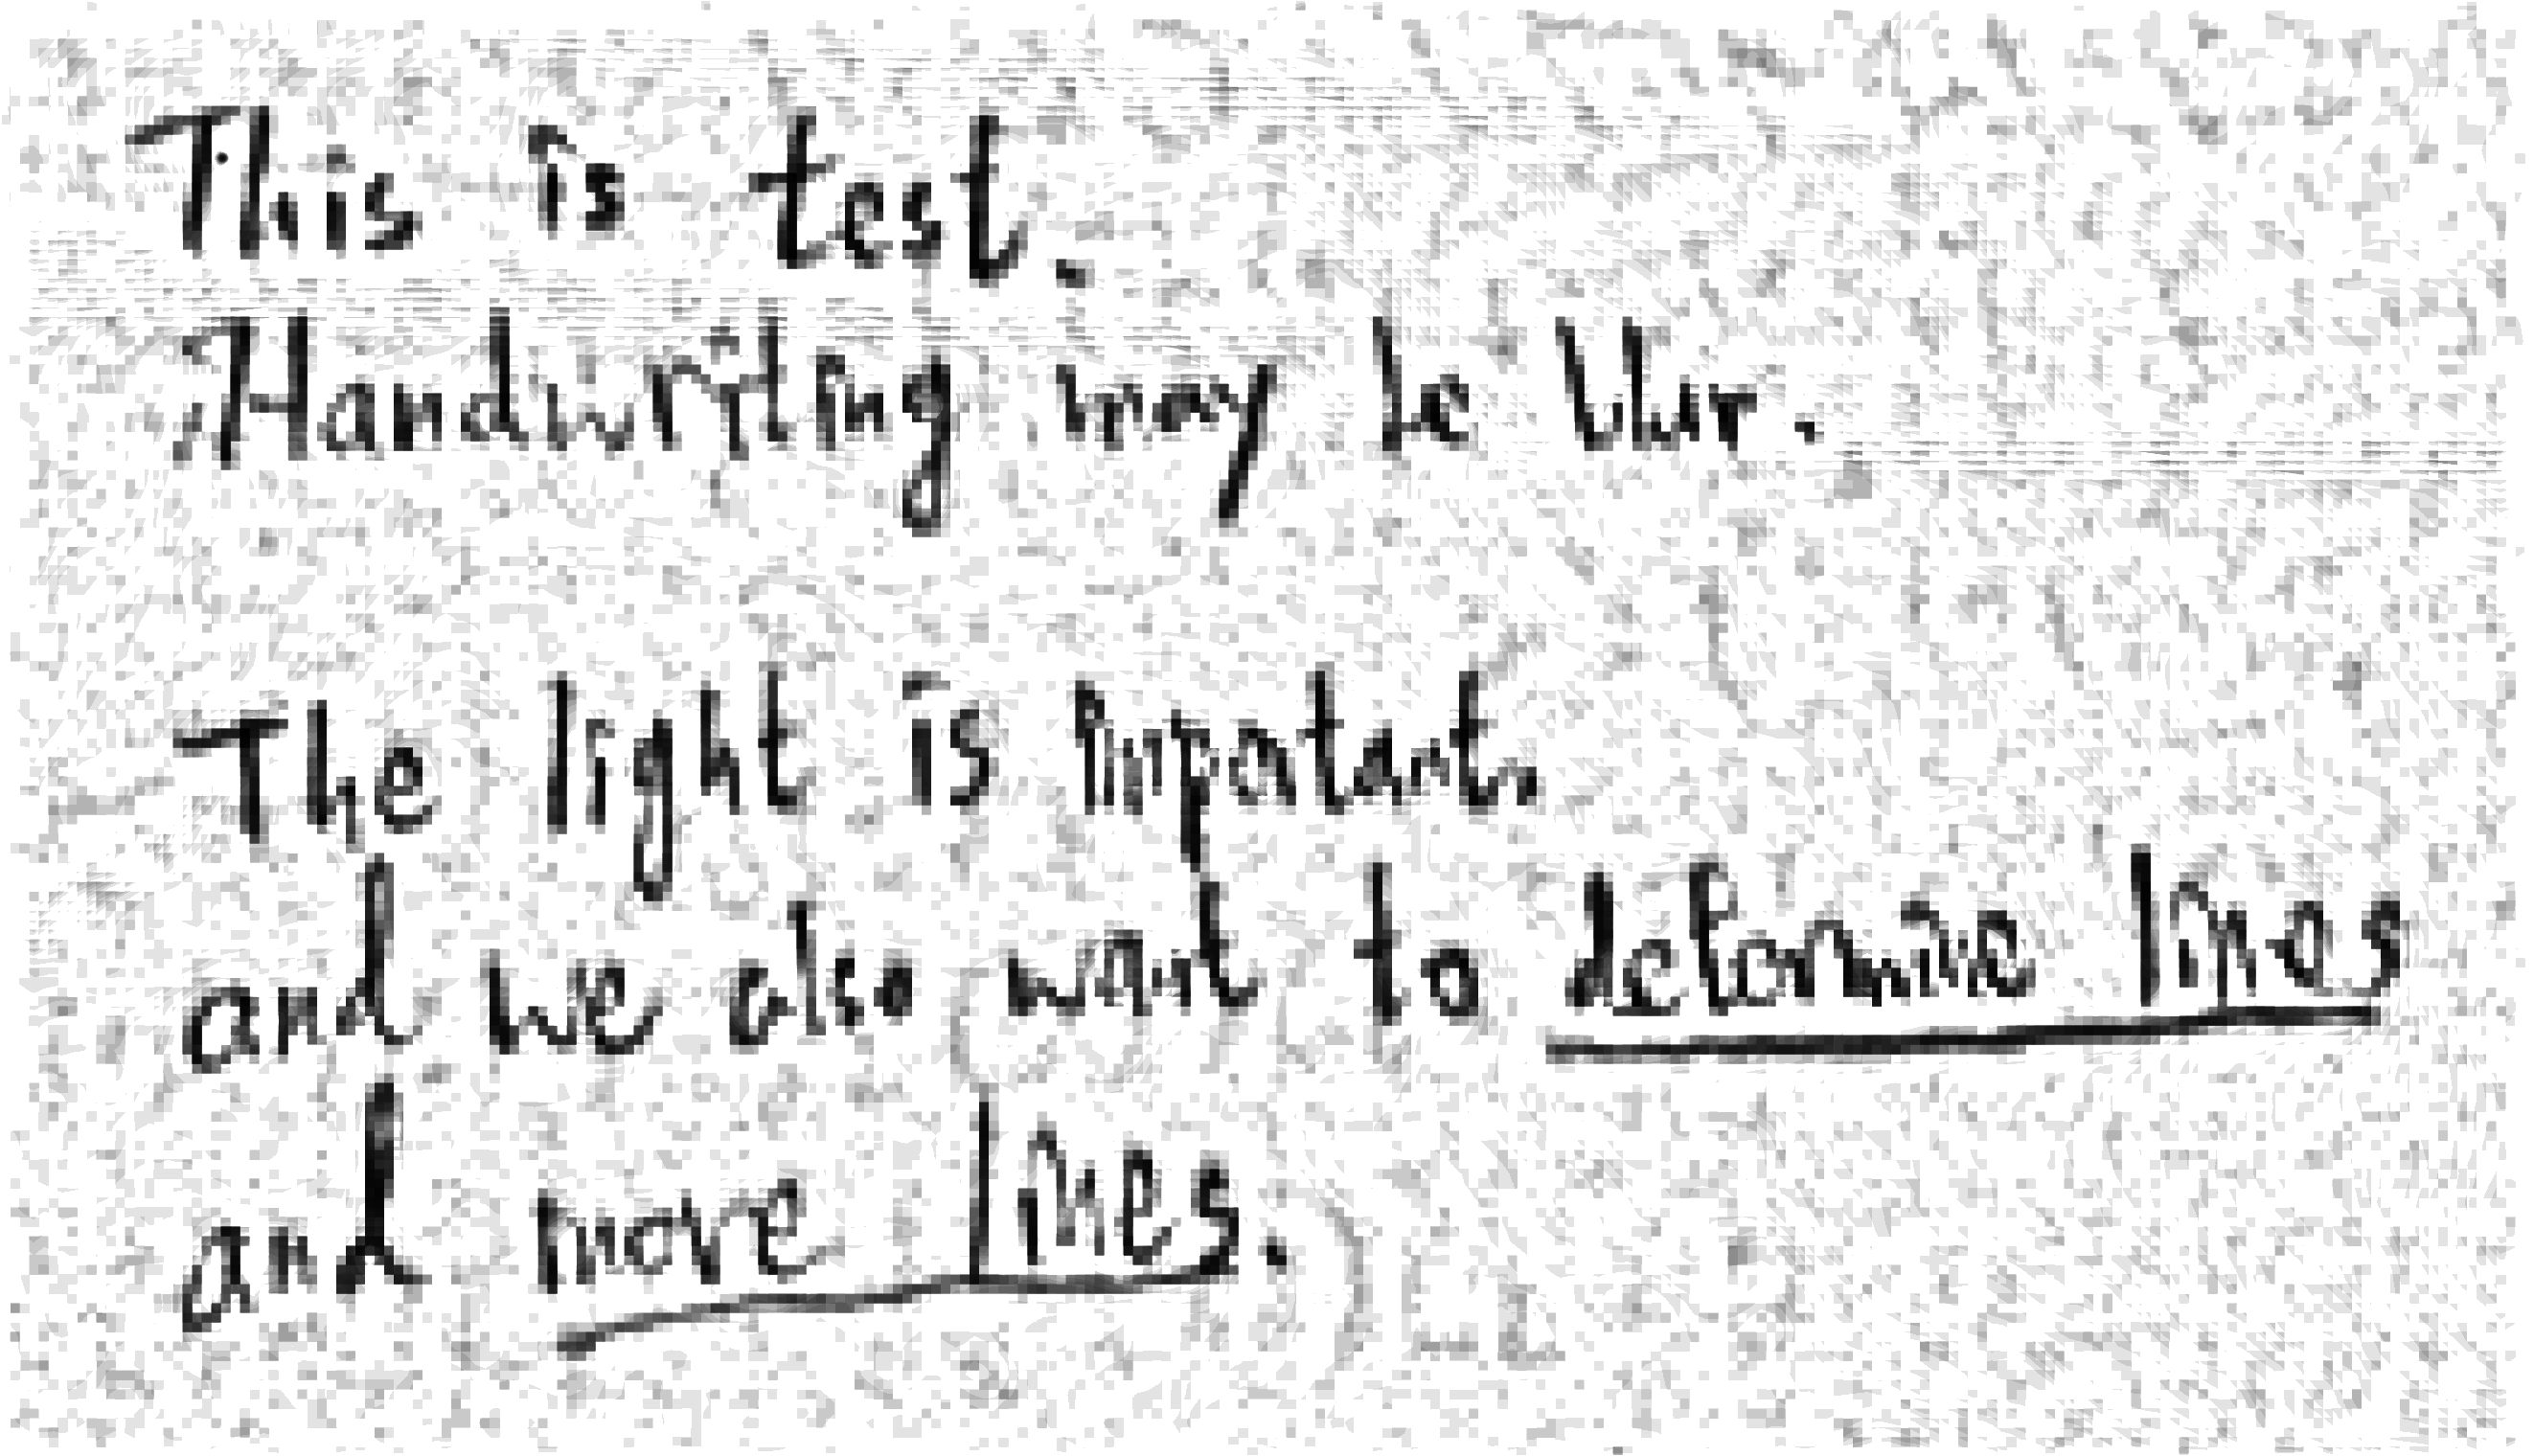 This is test.
Handwriting may be blur.
The light is important.
and we also want to determine lines
and move lines.